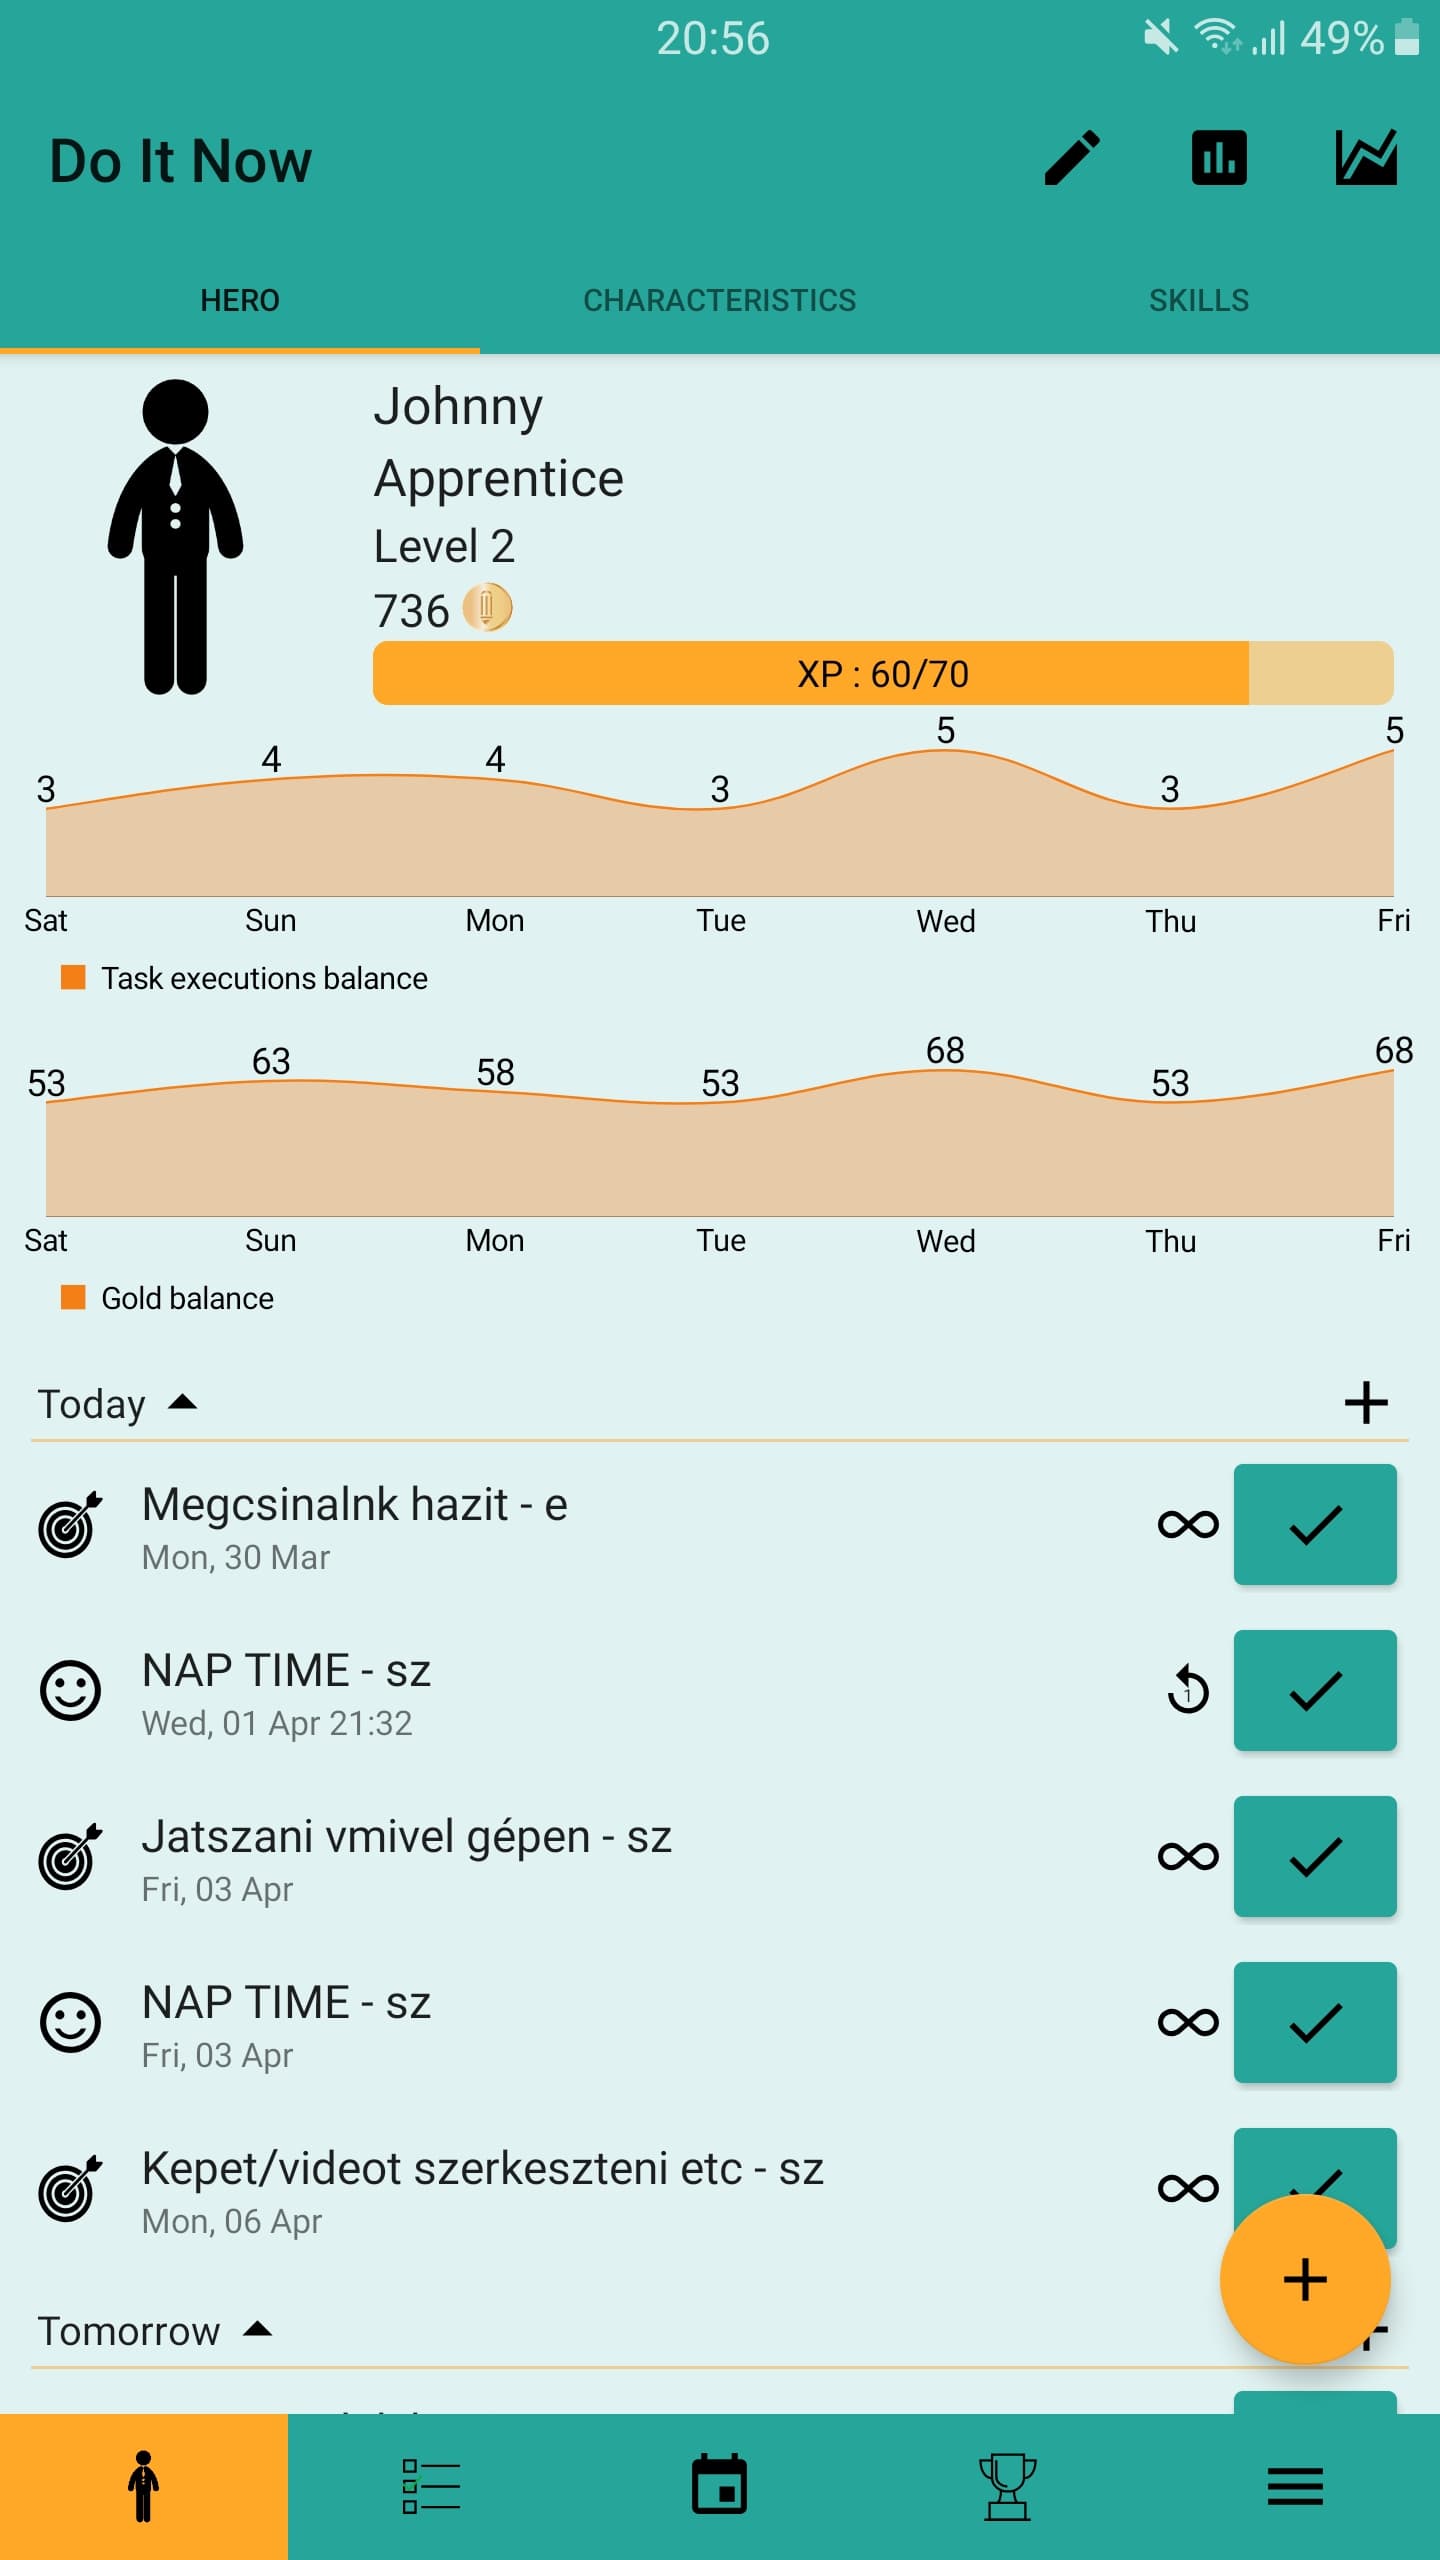 20:56
49%
Do It Now
HERO CHARACTERISTICS SKILLS
Johnny
Apprentice
Level 2
736
XP : 60/70
3 4 4 3 5 3 5
Sat Sun Mon Tue Wed Thu Fri
Task executions balance
53 63 58 53 68 53 68
Sat Sun Mon Tue Wed Thu Fri
Gold balance
Today
Megcsinalnk hazit - e
Mon, 30 Mar
NAP TIME - sz
Wed, 01 Apr 21:32
1
Jatszani vmivel gépen - sz
Fri, 03 Apr
NAP TIME - sz
Fri, 03 Apr
Kepet/videot szerkeszteni etc - sz
Mon, 06 Apr
Tomorrow